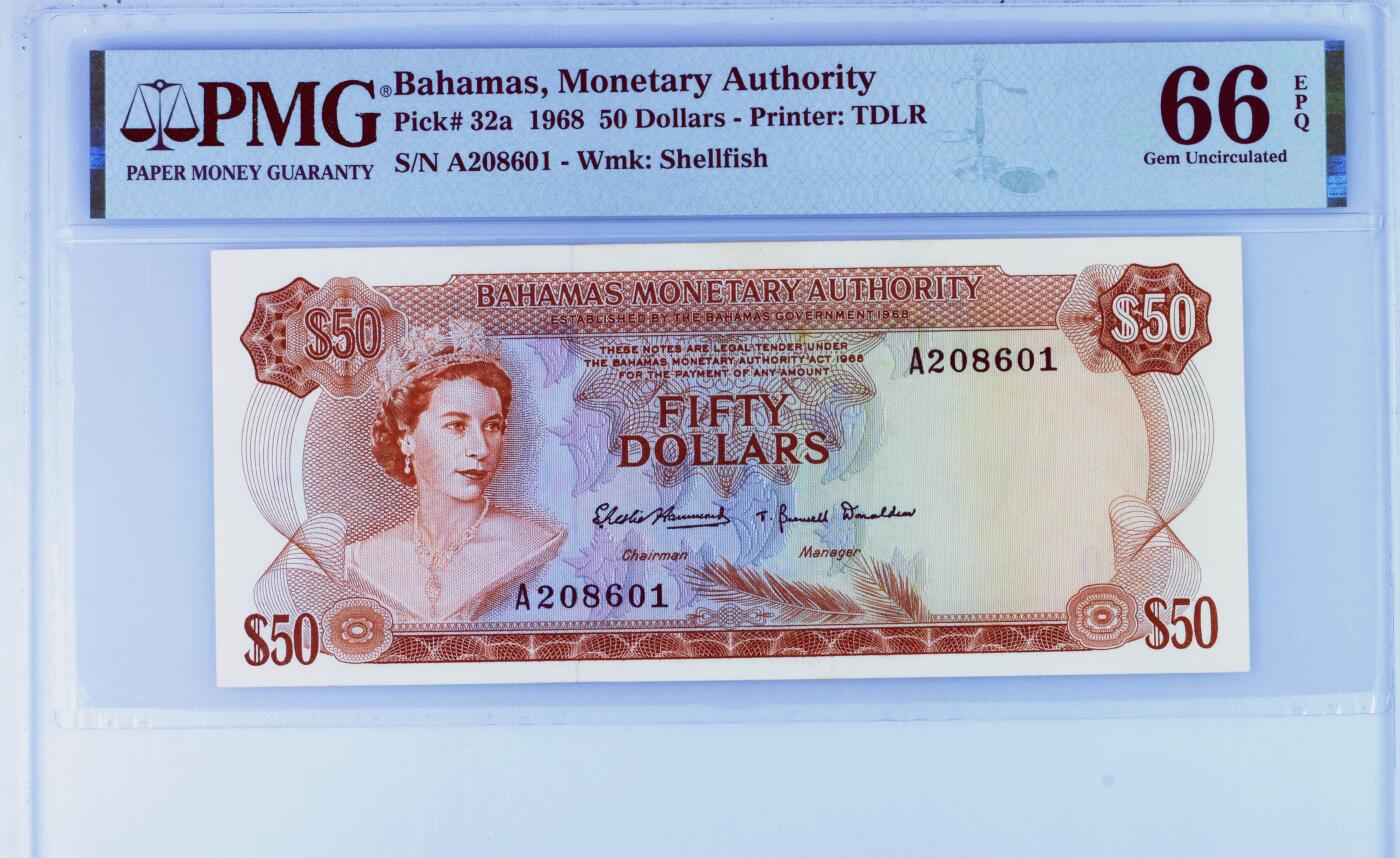 PMG®
PAPER MONEY GUARANTY
Bahamas, Monetary Authority
Pick# 32a 1968 50 Dollars - Printer: TDLR
S/N A208601 - Wmk: Shellfish
66
EPQ
Gem Uncirculated
BAHAMAS MONETARY AUTHORITY
ESTABLISHED BY THE BAHAMAS GOVERNMENT 1968
$50
$50
THESE NOTES ARE LEGAL TENDER UNDER
THE BAHAMAS MONETARY AUTHORITY ACT 1968
FOR THE PAYMENT OF ANY AMOUNT
A208601
FIFTY
DOLLARS
Chairman
Manager
A208601
$50
$50